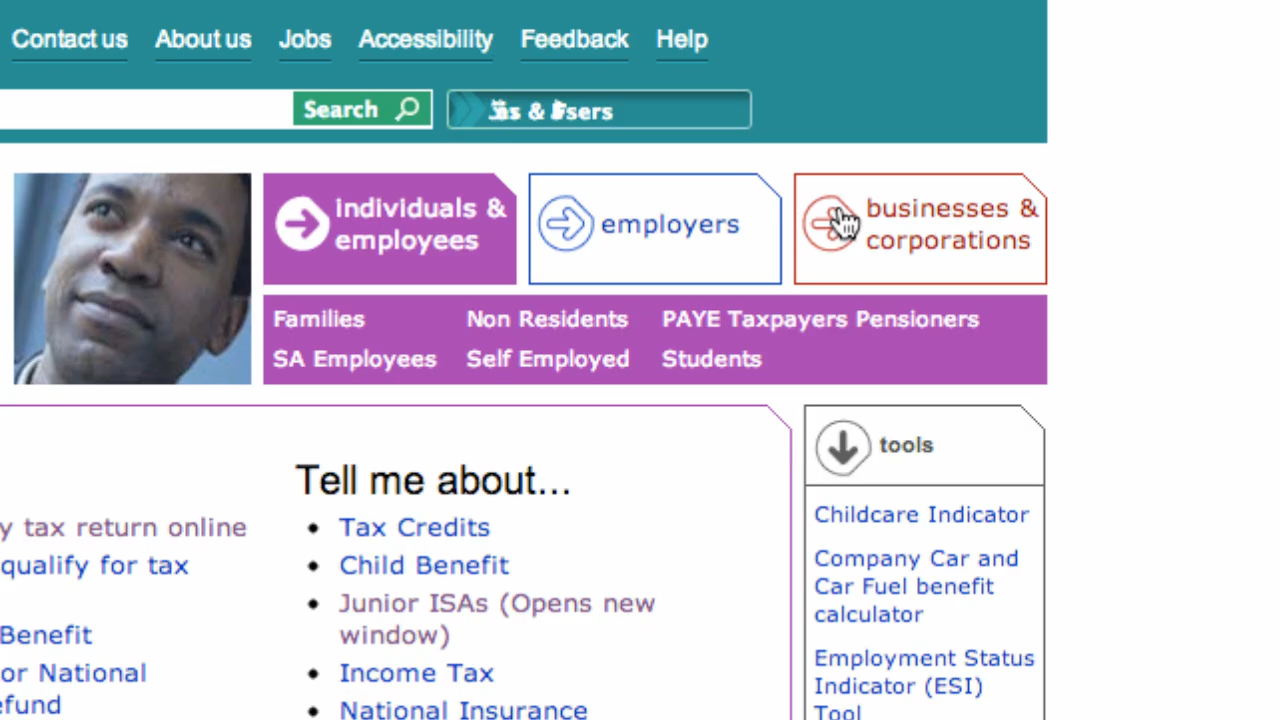 Contact us About us Jobs Accessibility Feedback Help
Search
& 
individuals &
employees
employers
businesses &
corporations
Families Non Residents PAYE Taxpayers Pensioners
SA Employees Self Employed Students
tools
Tell me about...
y tax return online
qualify for tax
Benefit
or National
efund
Tax Credits
Child Benefit
Junior ISAs (Opens new
window)
Income Tax
National Insurance
Childcare Indicator
Company Car and
Car Fuel benefit
calculator
Employment Status
Indicator (ESI)
Tool